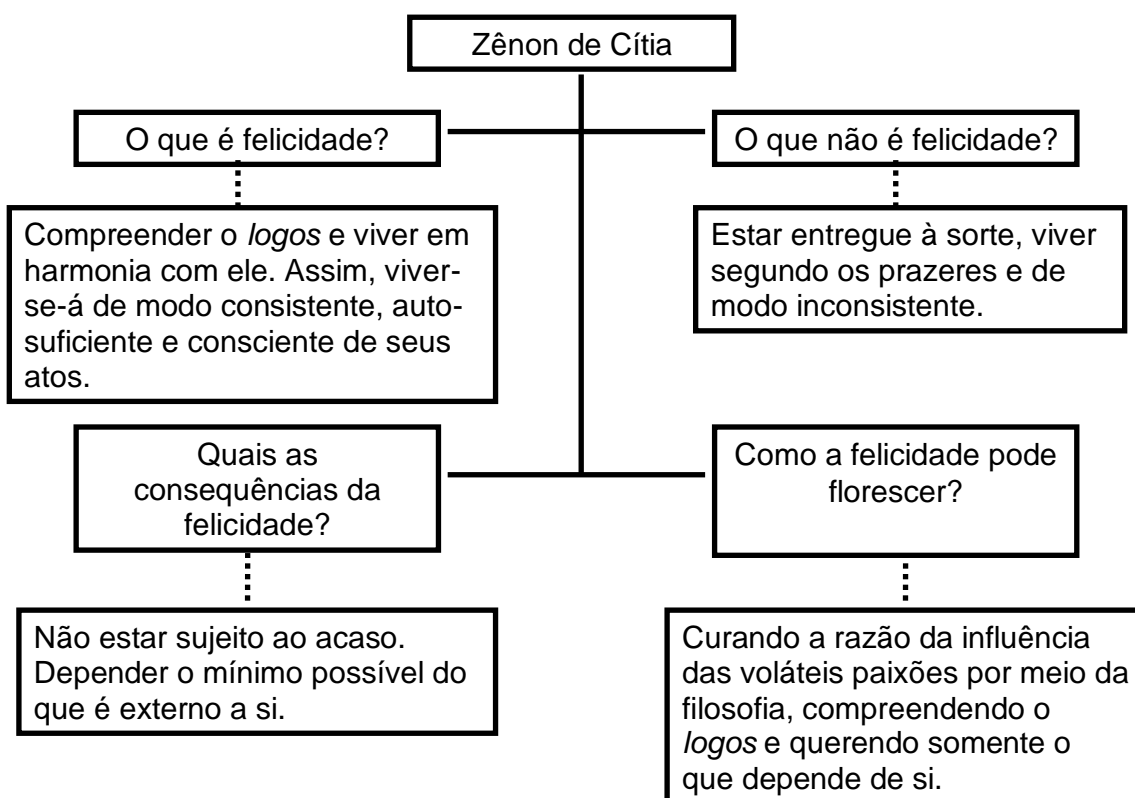 Zênon de Cítia
O que é felicidade?
O que não é felicidade?
Compreender o logos e viver em
harmonia com ele. Assim, viver-
se-á de modo consistente, auto-
suficiente e consciente de seus
atos.
Estar entregue à sorte, viver
segundo os prazeres e de
modo inconsistente.
Quais as
consequências da
felicidade?
Como a felicidade pode
florescer?
Não estar sujeito ao acaso.
Depender o mínimo possível do
que é externo a si.
Curando a razão da influência
das voláteis paixões por meio da
filosofia, compreendendo o
logos e querendo somente o
que depende de si.